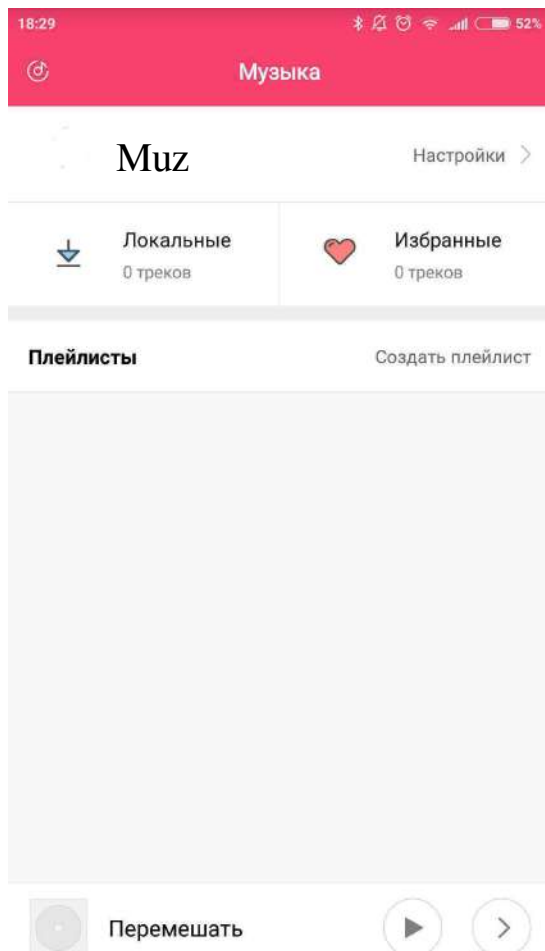 18:29 52%
Музыка
Muz Настройки
Локальные Избранные
0 треков 0 треков
Плейлисты Создать плейлист
Перемешать